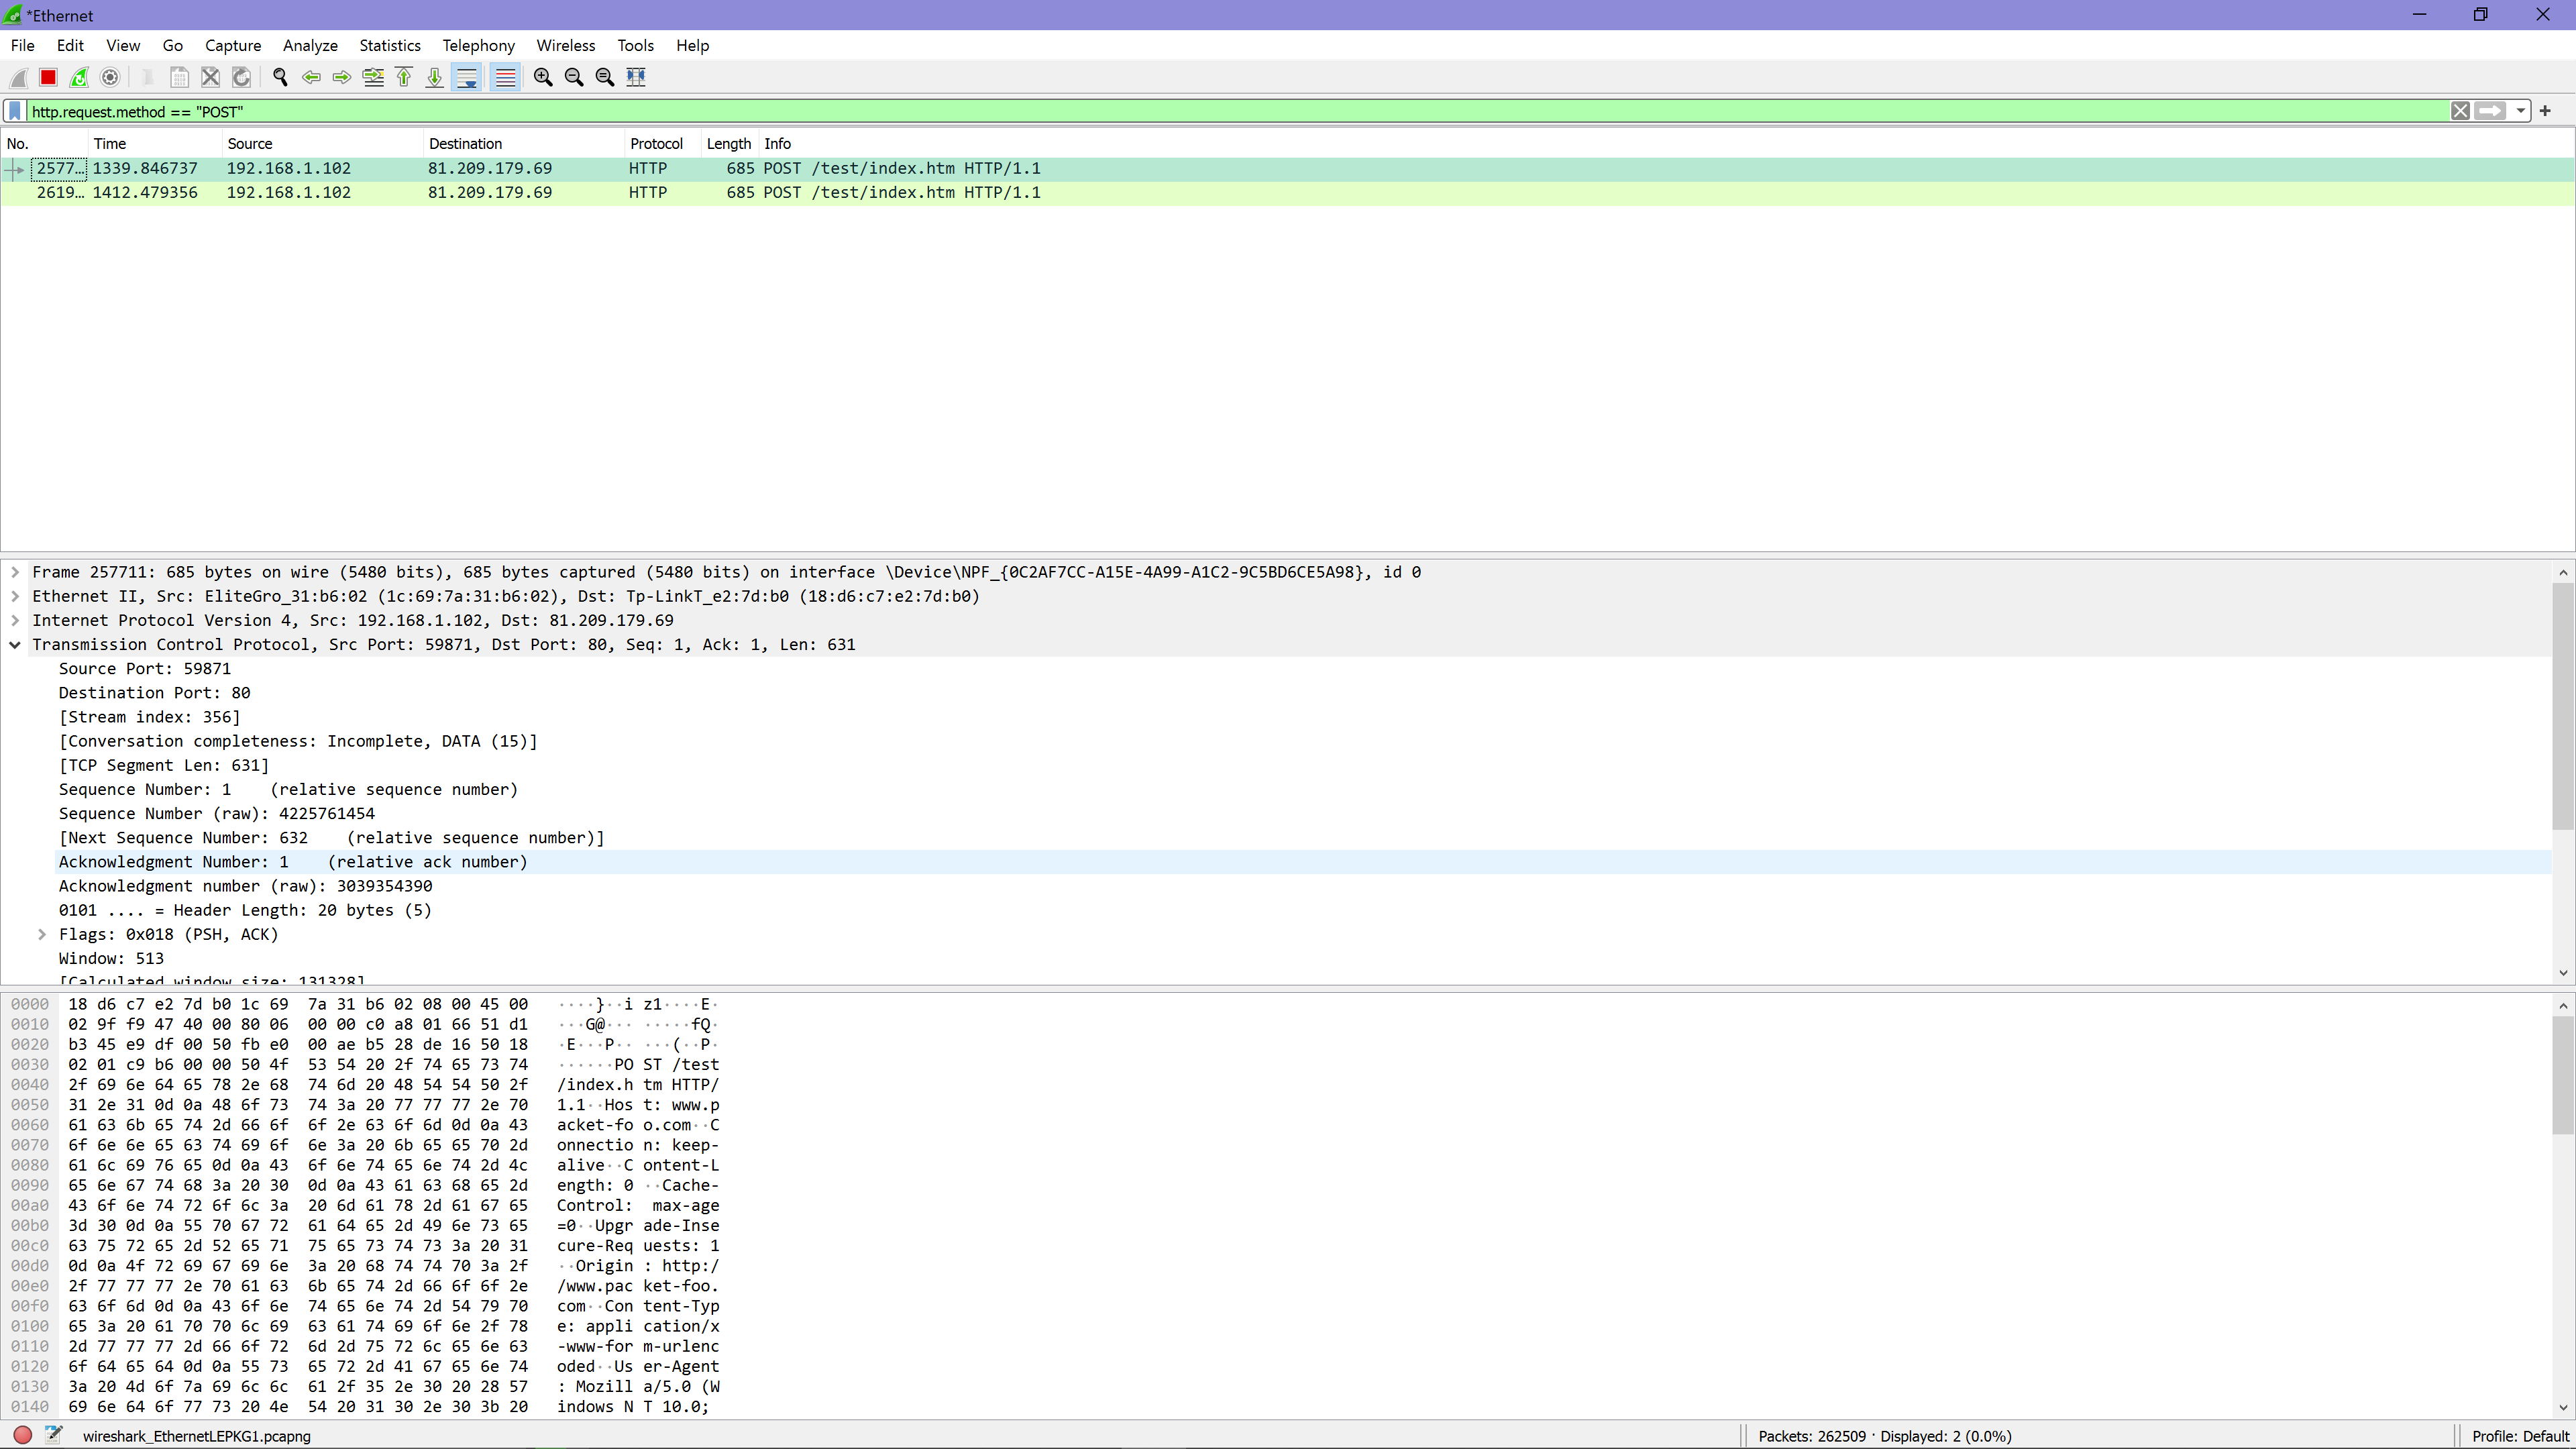 *Ethernet
File Edit View Go Capture Analyze Statistics Telephony Wireless Tools Help
http.request.method == "POST"
No. Time Source Destination Protocol Length Info
2577… 1339.846737 192.168.1.102 81.209.179.69 HTTP 685 POST /test/index.htm HTTP/1.1
2619… 1412.479356 192.168.1.102 81.209.179.69 HTTP 685 POST /test/index.htm HTTP/1.1
Frame 257711: 685 bytes on wire (5480 bits), 685 bytes captured (5480 bits) on interface \Device\NPF_{0C2AF7CC-A15E-4A99-A1C2-9C5BD6CE5A98}, id 0
Ethernet II, Src: EliteGro_31:b6:02 (1c:69:7a:31:b6:02), Dst: Tp-LinkT_e2:7d:b0 (18:d6:c7:e2:7d:b0)
Internet Protocol Version 4, Src: 192.168.1.102, Dst: 81.209.179.69
Transmission Control Protocol, Src Port: 59871, Dst Port: 80, Seq: 1, Ack: 1, Len: 631
Source Port: 59871
Destination Port: 80
[Stream index: 356]
[Conversation completeness: Incomplete, DATA (15)]
[TCP Segment Len: 631]
Sequence Number: 1    (relative sequence number)
Sequence Number (raw): 4225761454
[Next Sequence Number: 632    (relative sequence number)]
Acknowledgment Number: 1    (relative ack number)
Acknowledgment number (raw): 3039354390
0101 .... = Header Length: 20 bytes (5)
Flags: 0x018 (PSH, ACK)
Window: 513
[Calculated window size: 131328]
0000 18 d6 c7 e2 7d b0 1c 69 7a 31 b6 02 08 00 45 00 ····}··i z1····E·
0010 02 9f f9 47 40 00 80 06 00 00 c0 a8 01 66 51 d1 ···G@··· ·····fQ·
0020 b3 45 e9 df 00 50 fb e0 00 ae b5 28 de 16 50 18 ·E···P·· ···(··P·
0030 02 01 c9 b6 00 00 50 4f 53 54 20 2f 74 65 73 74 ······PO ST /test
0040 2f 69 6e 64 65 78 2e 68 74 6d 20 48 54 54 50 2f /index.h tm HTTP/
0050 31 2e 31 0d 0a 48 6f 73 74 3a 20 77 77 77 2e 70 1.1··Hos t: www.p
0060 61 63 6b 65 74 2d 66 6f 6f 2e 63 6f 6d 0d 0a 43 acket-fo o.com··C
0070 6f 6e 6e 65 63 74 69 6f 6e 3a 20 6b 65 65 70 2d onnectio n: keep-
0080 61 6c 69 76 65 0d 0a 43 6f 6e 74 65 6e 74 2d 4c alive··C ontent-L
0090 65 6e 67 74 68 3a 20 30 0d 0a 43 61 63 68 65 2d ength: 0 ··Cache-
00a0 43 6f 6e 74 72 6f 6c 3a 20 6d 61 78 2d 61 67 65 Control: max-age
00b0 3d 30 0d 0a 55 70 67 72 61 64 65 2d 49 6e 73 65 =0··Upgr ade-Inse
00c0 63 75 72 65 2d 52 65 71 75 65 73 74 73 3a 20 31 cure-Req uests: 1
00d0 0d 0a 4f 72 69 67 69 6e 3a 20 68 74 74 70 3a 2f ··Origin : http:/
00e0 2f 77 77 77 2e 70 61 63 6b 65 74 2d 66 6f 6f 2e /www.pac ket-foo.
00f0 63 6f 6d 0d 0a 43 6f 6e 74 65 6e 74 2d 54 79 70 com··Con tent-Typ
0100 65 3a 20 61 70 70 6c 69 63 61 74 69 6f 6e 2f 78 e: appli cation/x
0110 2d 77 77 77 2d 66 6f 72 6d 2d 75 72 6c 65 6e 63 -www-for m-urlenc
0120 6f 64 65 64 0d 0a 55 73 65 72 2d 41 67 65 6e 74 oded··Us er-Agent
0130 3a 20 4d 6f 7a 69 6c 6c 61 2f 35 2e 30 20 28 57 : Mozill a/5.0 (W
0140 69 6e 64 6f 77 73 20 4e 54 20 31 30 2e 30 3b 20 indows N T 10.0;
wireshark_EthernetLEPKG1.pcapng Packets: 262509 · Displayed: 2 (0.0%) Profile: Default